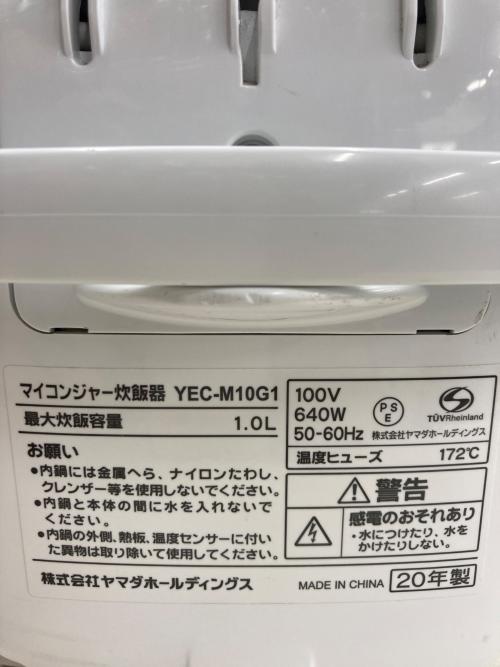 マイコンジャー炊飯器 YEC-M10G1
最大炊飯容量 1.0L
お願い
●内鍋には金属へら、ナイロンたわし、
クレンザー等を使用しないでください。
●内鍋と本体の間に水を入れないで
ください。
●内鍋の外側、熱板、温度センサーに付い
た異物は取り除いて使用してください。
株式会社ヤマダホールディングス
100V
640W
50-60Hz
PSE
TÜVRheinland
株式会社ヤマダホールディングス
温度ヒューズ 172℃
警告
感電のおそれあり
・水につけたり、水を
かけたりしない。
MADE IN CHINA 20年製